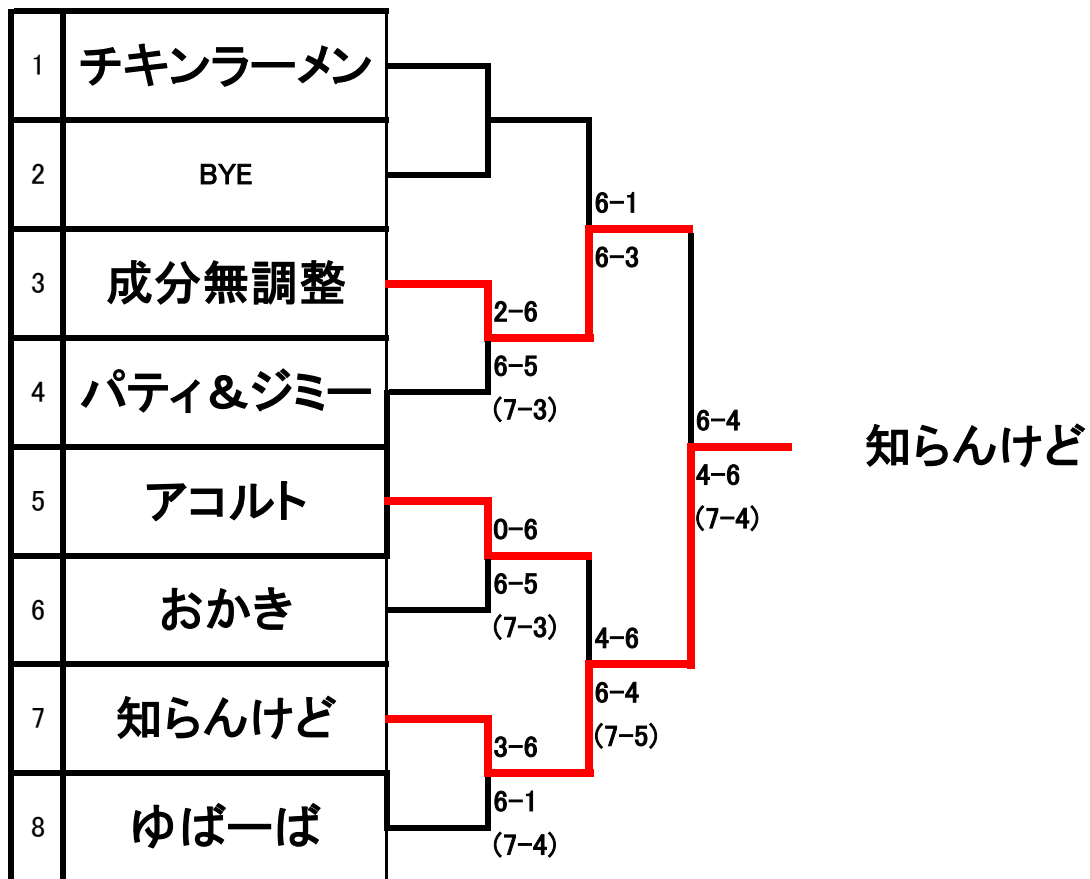 1 チキンラーメン
2 BYE
6-1
3 成分無調整
6-3
2-6
4 パティ&ジミー
6-5
(7-3)
6-4
知らんけど
4-6
(7-4)
5 アコルト
0-6
6 おかき
6-5
(7-3)
4-6
7 知らんけど
6-4
(7-5)
3-6
8 ゆばーば
6-1
(7-4)